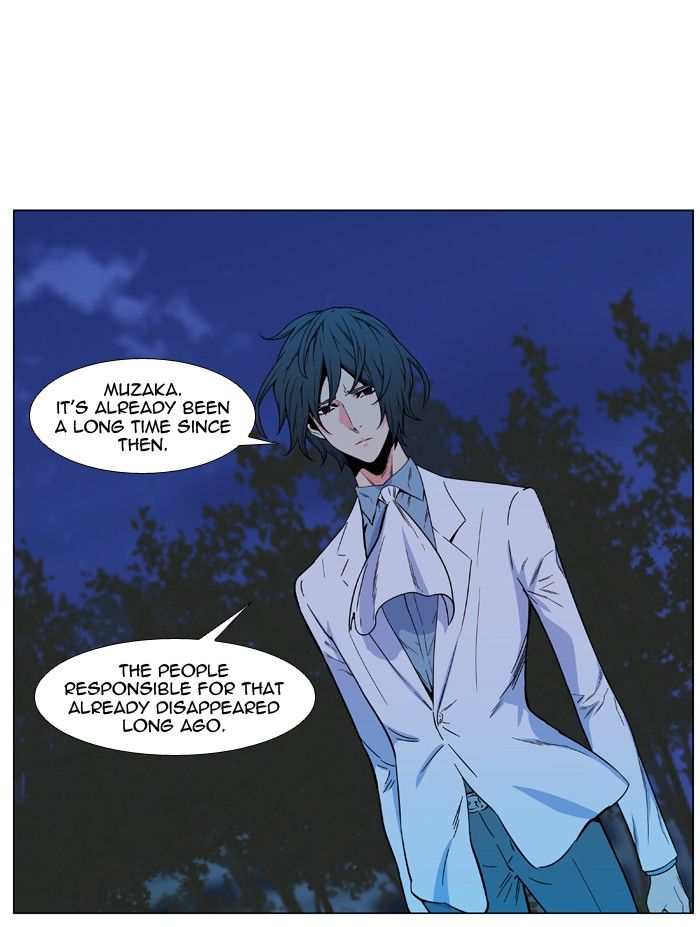 MUZAKA.
IT'S ALREADY BEEN
A LONG TIME SINCE
THEN.
THE PEOPLE
RESPONSIBLE FOR THAT
ALREADY DISAPPEARED
LONG AGO.